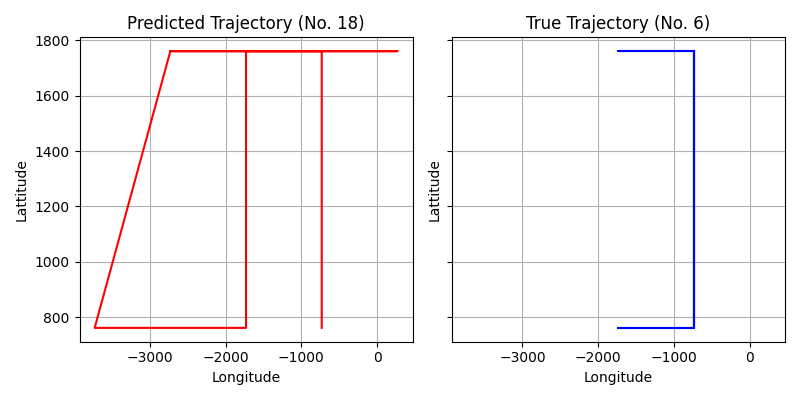 Predicted Trajectory (No. 18)
True Trajectory (No. 6)
1800
1600
1400
1200
1000
800
Lattitude
Lattitude
−3000
−2000
−1000
0
−3000
−2000
−1000
0
Longitude
Longitude